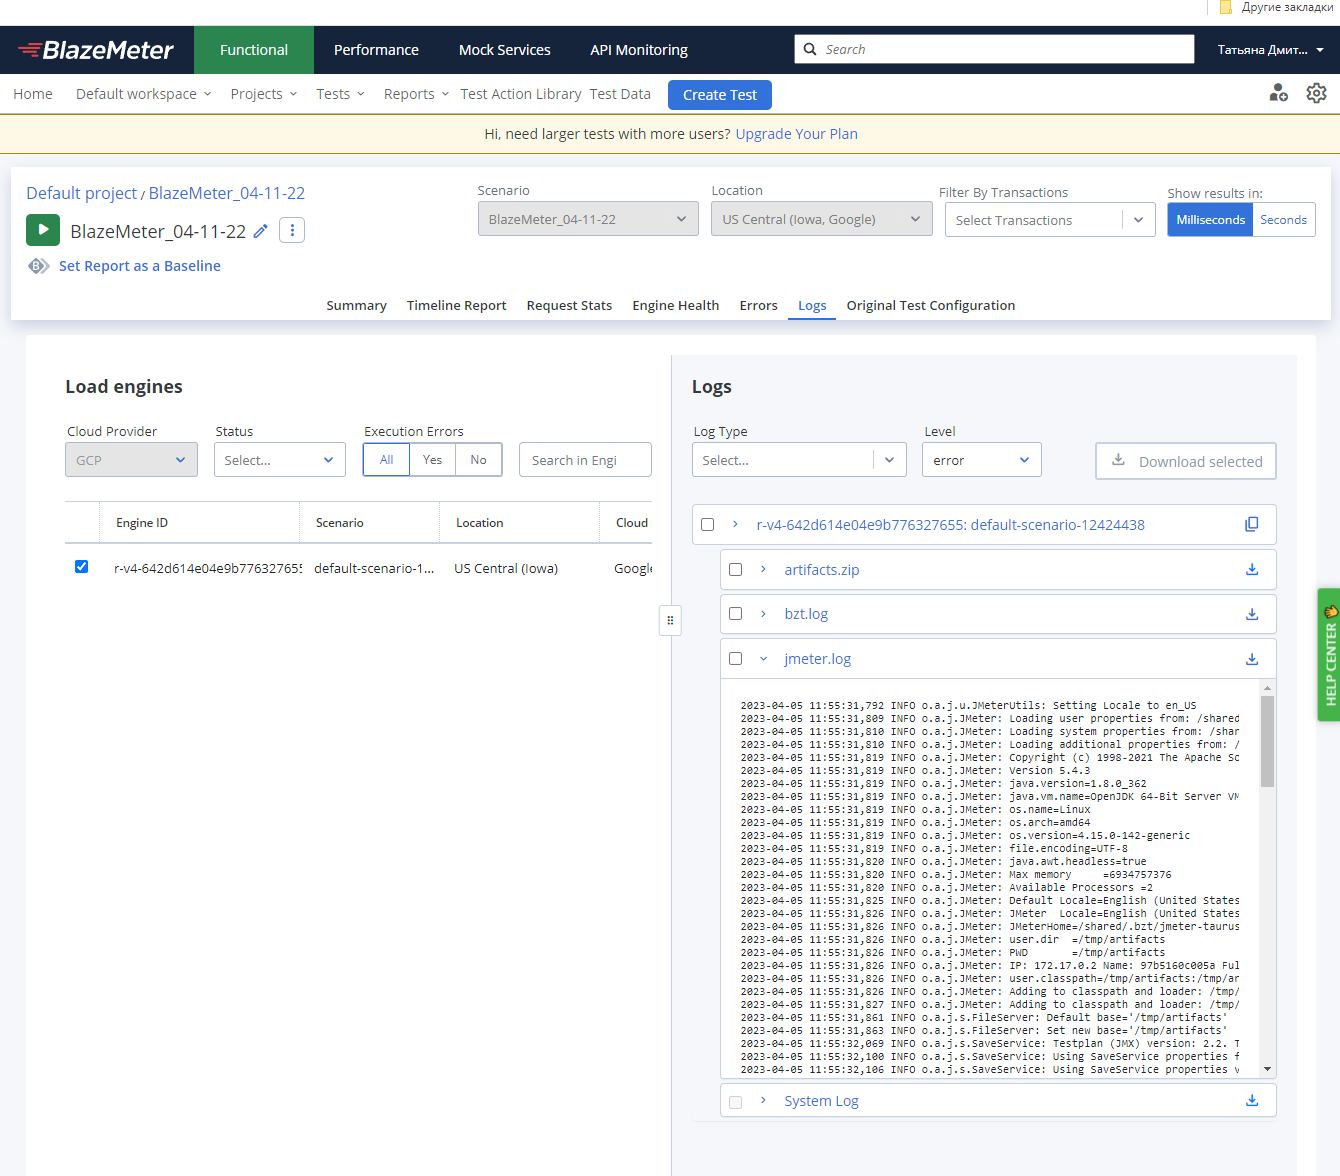 Другие закладки
BlazeMeter Functional Performance Mock Services API Monitoring Search Татьяна Дмит...
Home Default workspace Projects Tests Reports Test Action Library Test Data Create Test
Hi, need larger tests with more users? Upgrade Your Plan
Default project / BlazeMeter_04-11-22
BlazeMeter_04-11-22
Set Report as a Baseline
Scenario
BlazeMeter_04-11-22
Location
US Central (Iowa, Google)
Filter By Transactions
Select Transactions
Show results in:
Milliseconds Seconds
Summary Timeline Report Request Stats Engine Health Errors Logs Original Test Configuration
Load engines
Cloud Provider
GCP
Status
Select...
Execution Errors
All Yes No
Search in Engi
Engine ID Scenario Location Cloud
r-v4-642d614e04e9b776327655 default-scenario-1... US Central (Iowa) Google
Logs
Log Type
Select...
Level
error
Download selected
r-v4-642d614e04e9b776327655: default-scenario-12424438
artifacts.zip
bzt.log
jmeter.log
2023-04-05 11:55:31,792 INFO o.a.j.u.JMeterUtils: Setting Locale to en_US
2023-04-05 11:55:31,809 INFO o.a.j.JMeter: Loading user properties from: /shared
2023-04-05 11:55:31,810 INFO o.a.j.JMeter: Loading system properties from: /shar
2023-04-05 11:55:31,810 INFO o.a.j.JMeter: Loading additional properties from: /
2023-04-05 11:55:31,819 INFO o.a.j.JMeter: Copyright (c) 1998-2021 The Apache So
2023-04-05 11:55:31,819 INFO o.a.j.JMeter: Version 5.4.3
2023-04-05 11:55:31,819 INFO o.a.j.JMeter: java.version=1.8.0_362
2023-04-05 11:55:31,819 INFO o.a.j.JMeter: java.vm.name=OpenJDK 64-Bit Server VM
2023-04-05 11:55:31,819 INFO o.a.j.JMeter: os.name=Linux
2023-04-05 11:55:31,819 INFO o.a.j.JMeter: os.arch=amd64
2023-04-05 11:55:31,819 INFO o.a.j.JMeter: os.version=4.15.0-142-generic
2023-04-05 11:55:31,819 INFO o.a.j.JMeter: file.encoding=UTF-8
2023-04-05 11:55:31,820 INFO o.a.j.JMeter: java.awt.headless=true
2023-04-05 11:55:31,820 INFO o.a.j.JMeter: Max memory =6934757376
2023-04-05 11:55:31,820 INFO o.a.j.JMeter: Available Processors =2
2023-04-05 11:55:31,825 INFO o.a.j.JMeter: Default Locale=English (United States
2023-04-05 11:55:31,826 INFO o.a.j.JMeter: JMeter Locale=English (United States
2023-04-05 11:55:31,826 INFO o.a.j.JMeter: JMeterHome=/shared/.bzt/jmeter-taurus
2023-04-05 11:55:31,826 INFO o.a.j.JMeter: user.dir =/tmp/artifacts
2023-04-05 11:55:31,826 INFO o.a.j.JMeter: PWD =/tmp/artifacts
2023-04-05 11:55:31,826 INFO o.a.j.JMeter: IP: 172.17.0.2 Name: 97b5160c005a Ful
2023-04-05 11:55:31,826 INFO o.a.j.JMeter: user.classpath=/tmp/artifacts:/tmp/ar
2023-04-05 11:55:31,826 INFO o.a.j.JMeter: Adding to classpath and loader: /tmp/
2023-04-05 11:55:31,827 INFO o.a.j.JMeter: Adding to classpath and loader: /tmp/
2023-04-05 11:55:31,861 INFO o.a.j.s.FileServer: Default base='/tmp/artifacts'
2023-04-05 11:55:31,863 INFO o.a.j.s.FileServer: Set new base='/tmp/artifacts'
2023-04-05 11:55:32,069 INFO o.a.j.s.SaveService: Testplan (JMX) version: 2.2. T
2023-04-05 11:55:32,100 INFO o.a.j.s.SaveService: Using SaveService properties f
2023-04-05 11:55:32,106 INFO o.a.j.s.SaveService: Using SaveService properties v
System Log
HELP CENTER